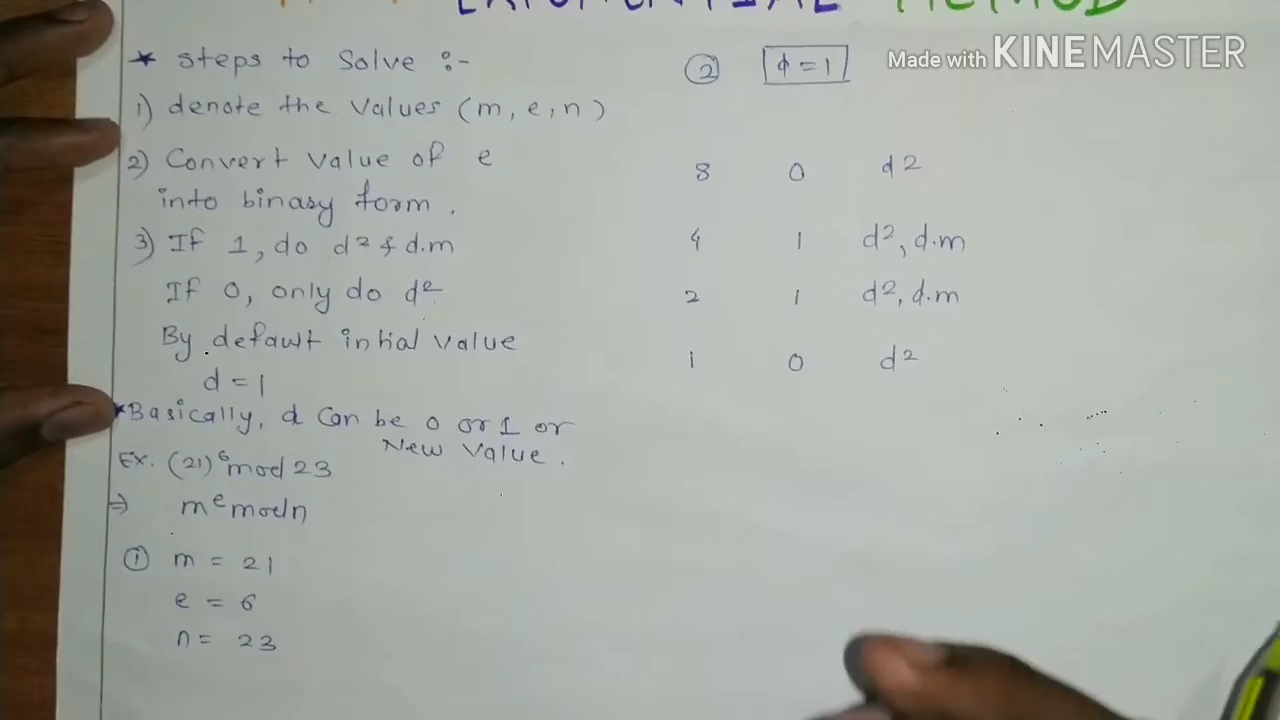 EXPONENTIAL METHOD
* steps to Solve :-
1) denote the values (m, e, n)
2) Convert value of e
into binary form.
3) If 1, do d² & d.m
If 0, only do d²
By default intial value
d = 1
* Basically, d can be 0 or 1 or
New Value.
Ex. (21)⁶ mod 23
⇒ mᵉ mod n
① m = 21
e = 6
n = 23
② d = 1
8 0 d²
4 1 d², d.m
2 1 d², d.m
1 0 d²
Made with KINEMASTER